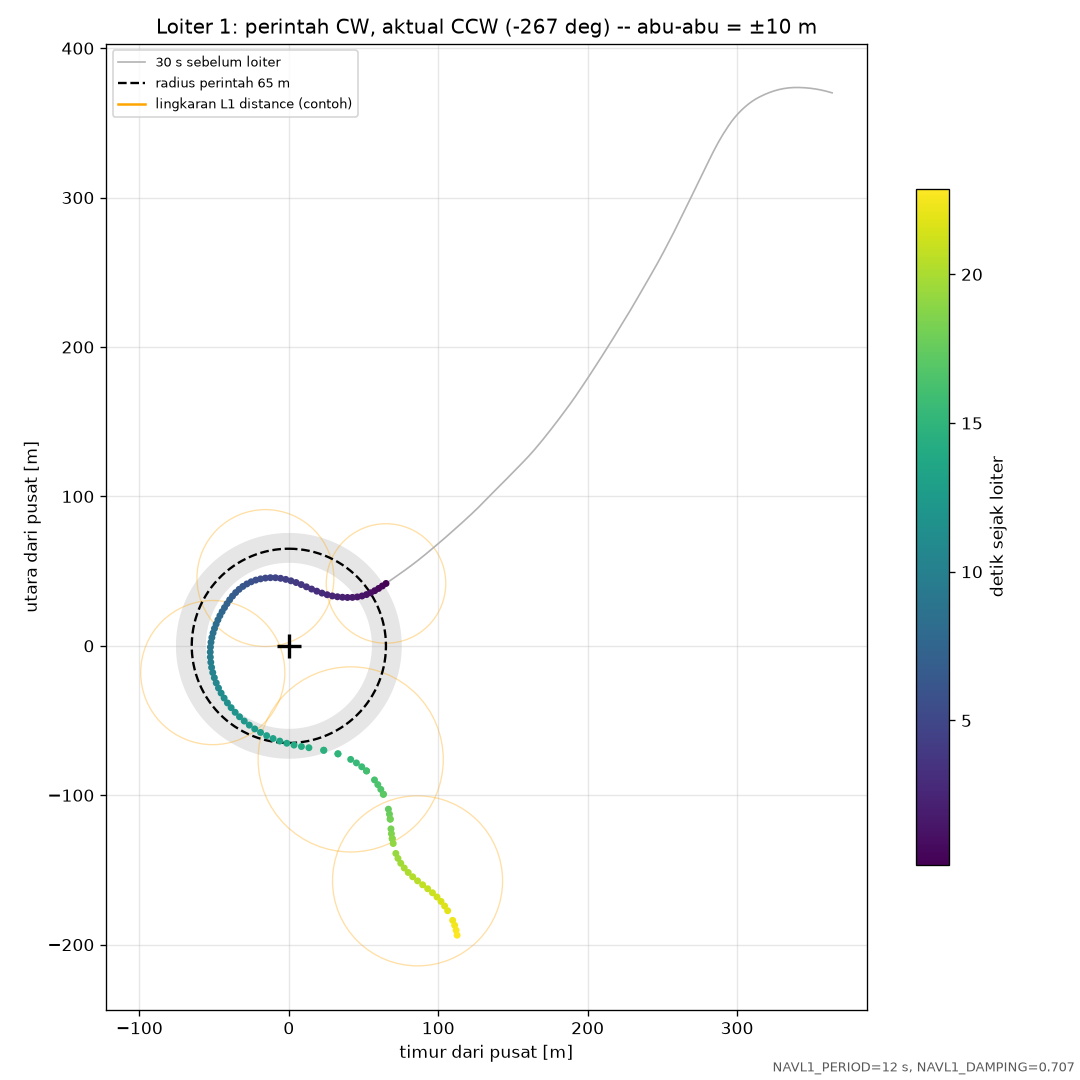 Loiter 1: perintah CW, aktual CCW (-267 deg) -- abu-abu = ±10 m
30 s sebelum loiter
radius perintah 65 m
lingkaran L1 distance (contoh)
400
300
200
100
0
−100
−200
utara dari pusat [m]
−100
0
100
200
300
timur dari pusat [m]
20
15
10
5
detik sejak loiter
NAVL1_PERIOD=12 s, NAVL1_DAMPING=0.707